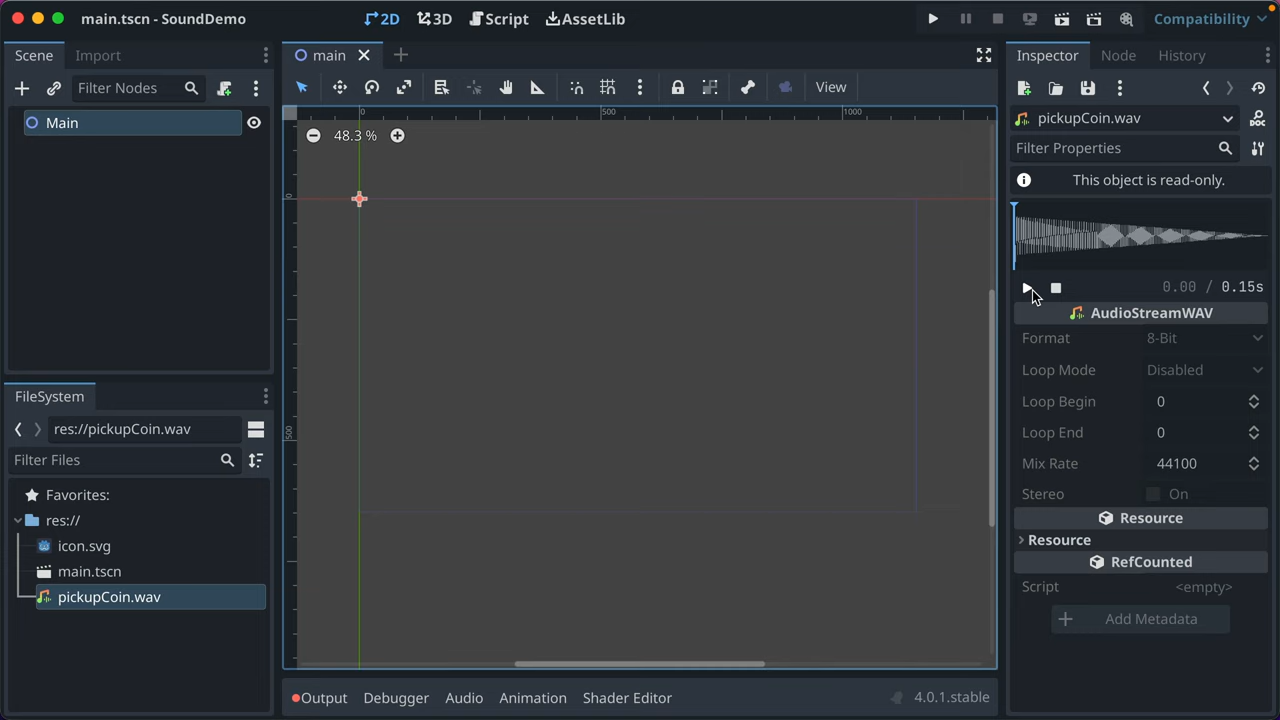 main.tscn - SoundDemo
2D 3D Script AssetLib
Compatibility
Scene Import
Filter Nodes
Main
main
View
0 500 1000
48.3 %
0
500
FileSystem
res://pickupCoin.wav
Filter Files
Favorites:
res://
icon.svg
main.tscn
pickupCoin.wav
Output Debugger Audio Animation Shader Editor
4.0.1.stable
Inspector Node History
pickupCoin.wav
DOC
Filter Properties
This object is read-only.
0.00 / 0.15s
AudioStreamWAV
Format 8-Bit
Loop Mode Disabled
Loop Begin 0
Loop End 0
Mix Rate 44100
Stereo On
Resource
Resource
RefCounted
Script <empty>
Add Metadata